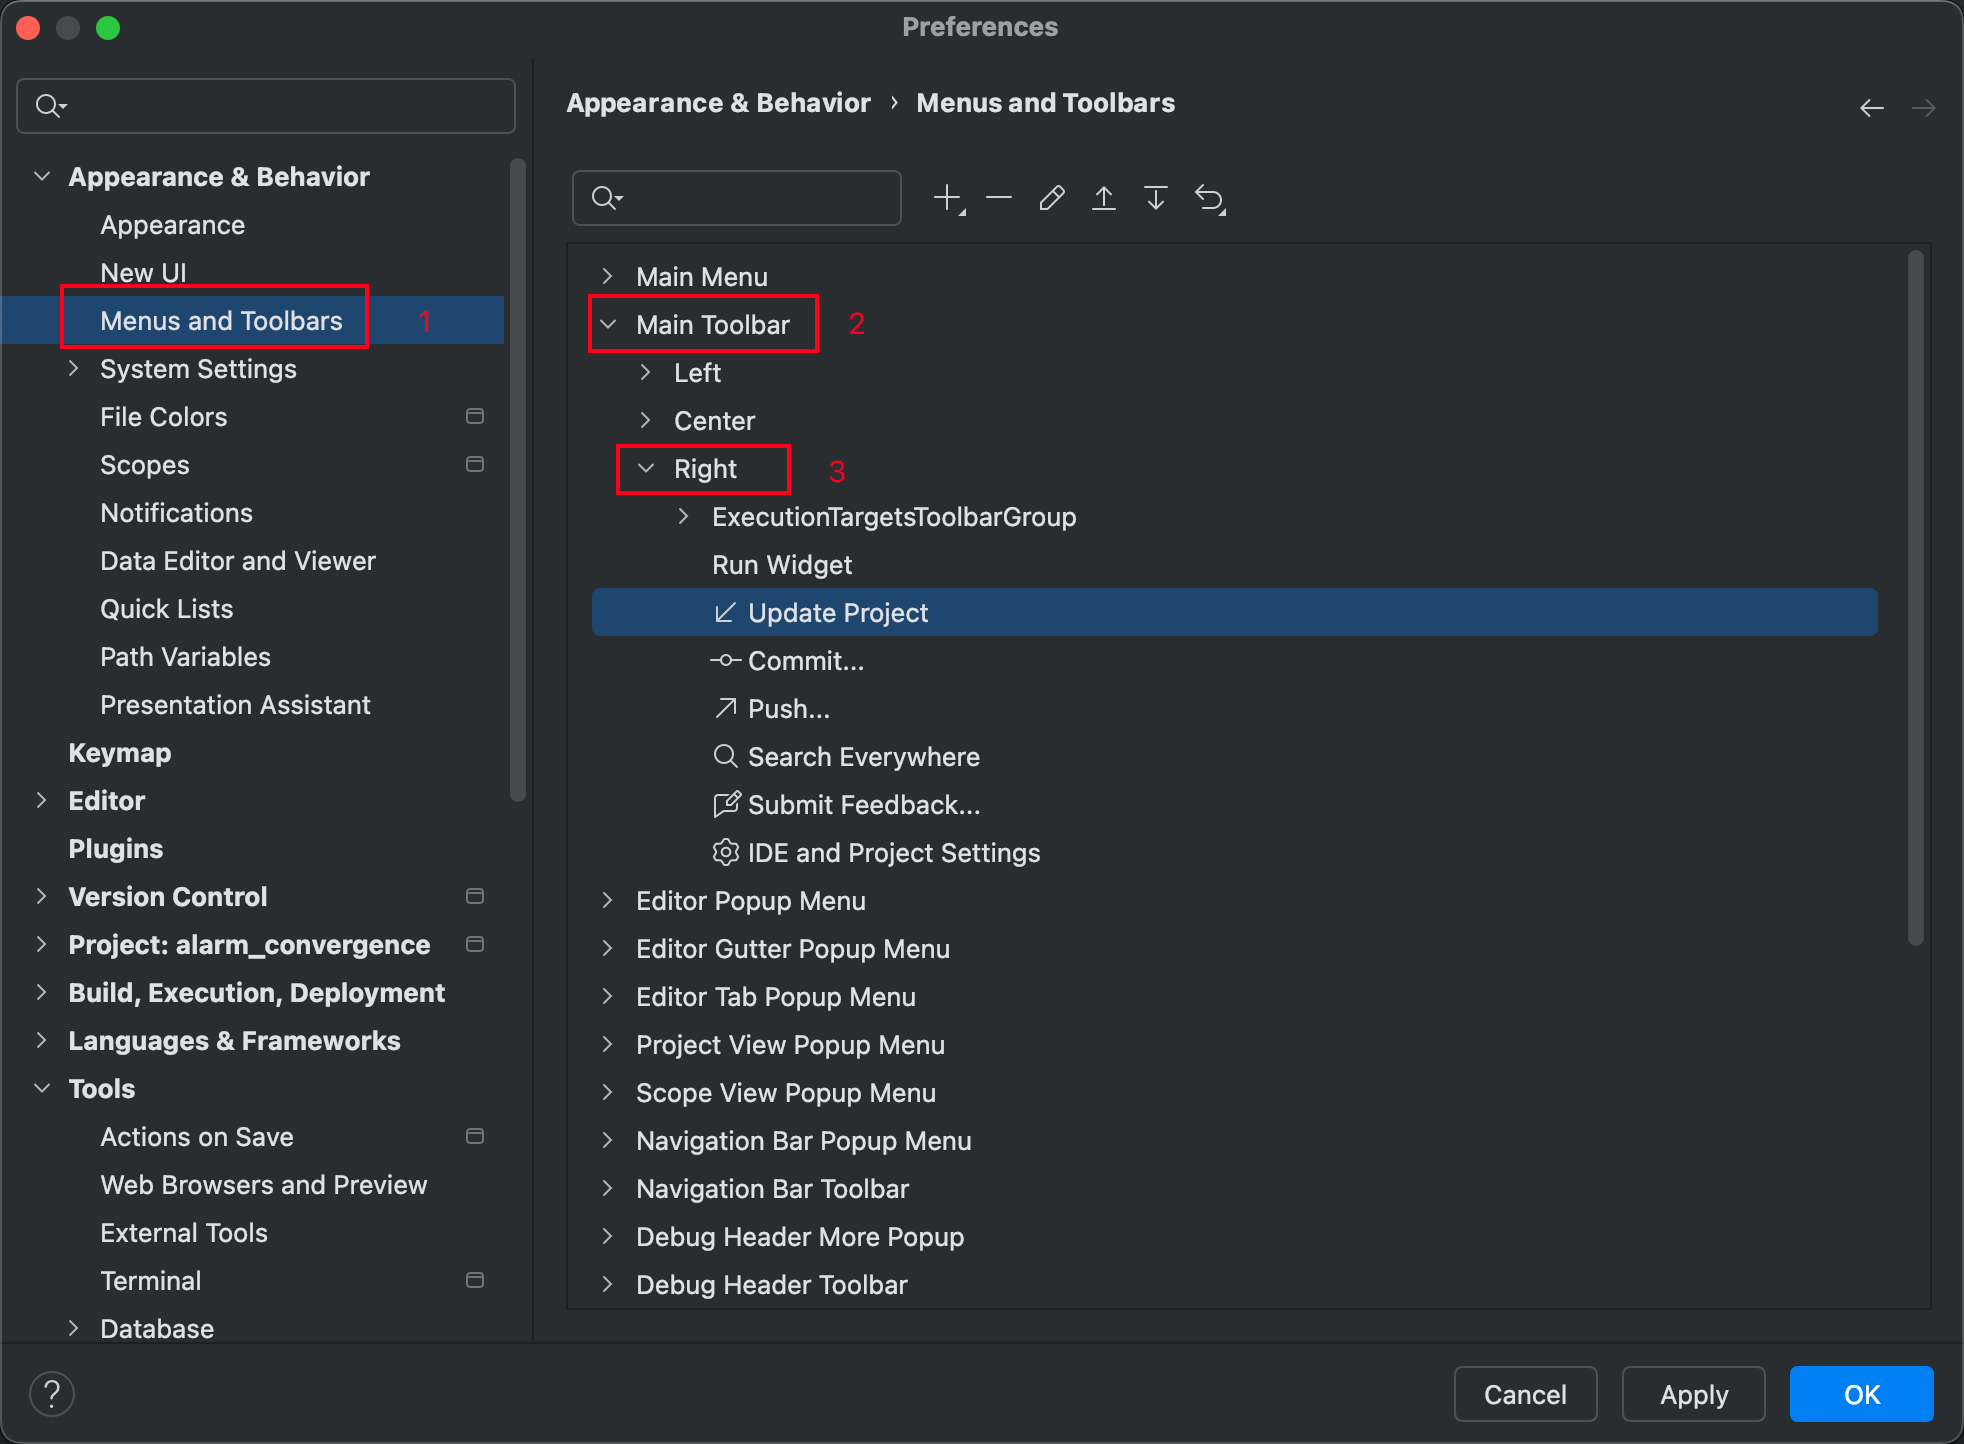 Preferences
Appearance & Behavior › Menus and Toolbars
Appearance & Behavior
Appearance
New UI
Menus and Toolbars 1
System Settings
File Colors
Scopes
Notifications
Data Editor and Viewer
Quick Lists
Path Variables
Presentation Assistant
Keymap
Editor
Plugins
Version Control
Project: alarm_convergence
Build, Execution, Deployment
Languages & Frameworks
Tools
Actions on Save
Web Browsers and Preview
External Tools
Terminal
Database
Main Menu
Main Toolbar 2
Left
Center
Right 3
ExecutionTargetsToolbarGroup
Run Widget
Update Project
Commit...
Push...
Search Everywhere
Submit Feedback...
IDE and Project Settings
Editor Popup Menu
Editor Gutter Popup Menu
Editor Tab Popup Menu
Project View Popup Menu
Scope View Popup Menu
Navigation Bar Popup Menu
Navigation Bar Toolbar
Debug Header More Popup
Debug Header Toolbar
?
Cancel
Apply
OK